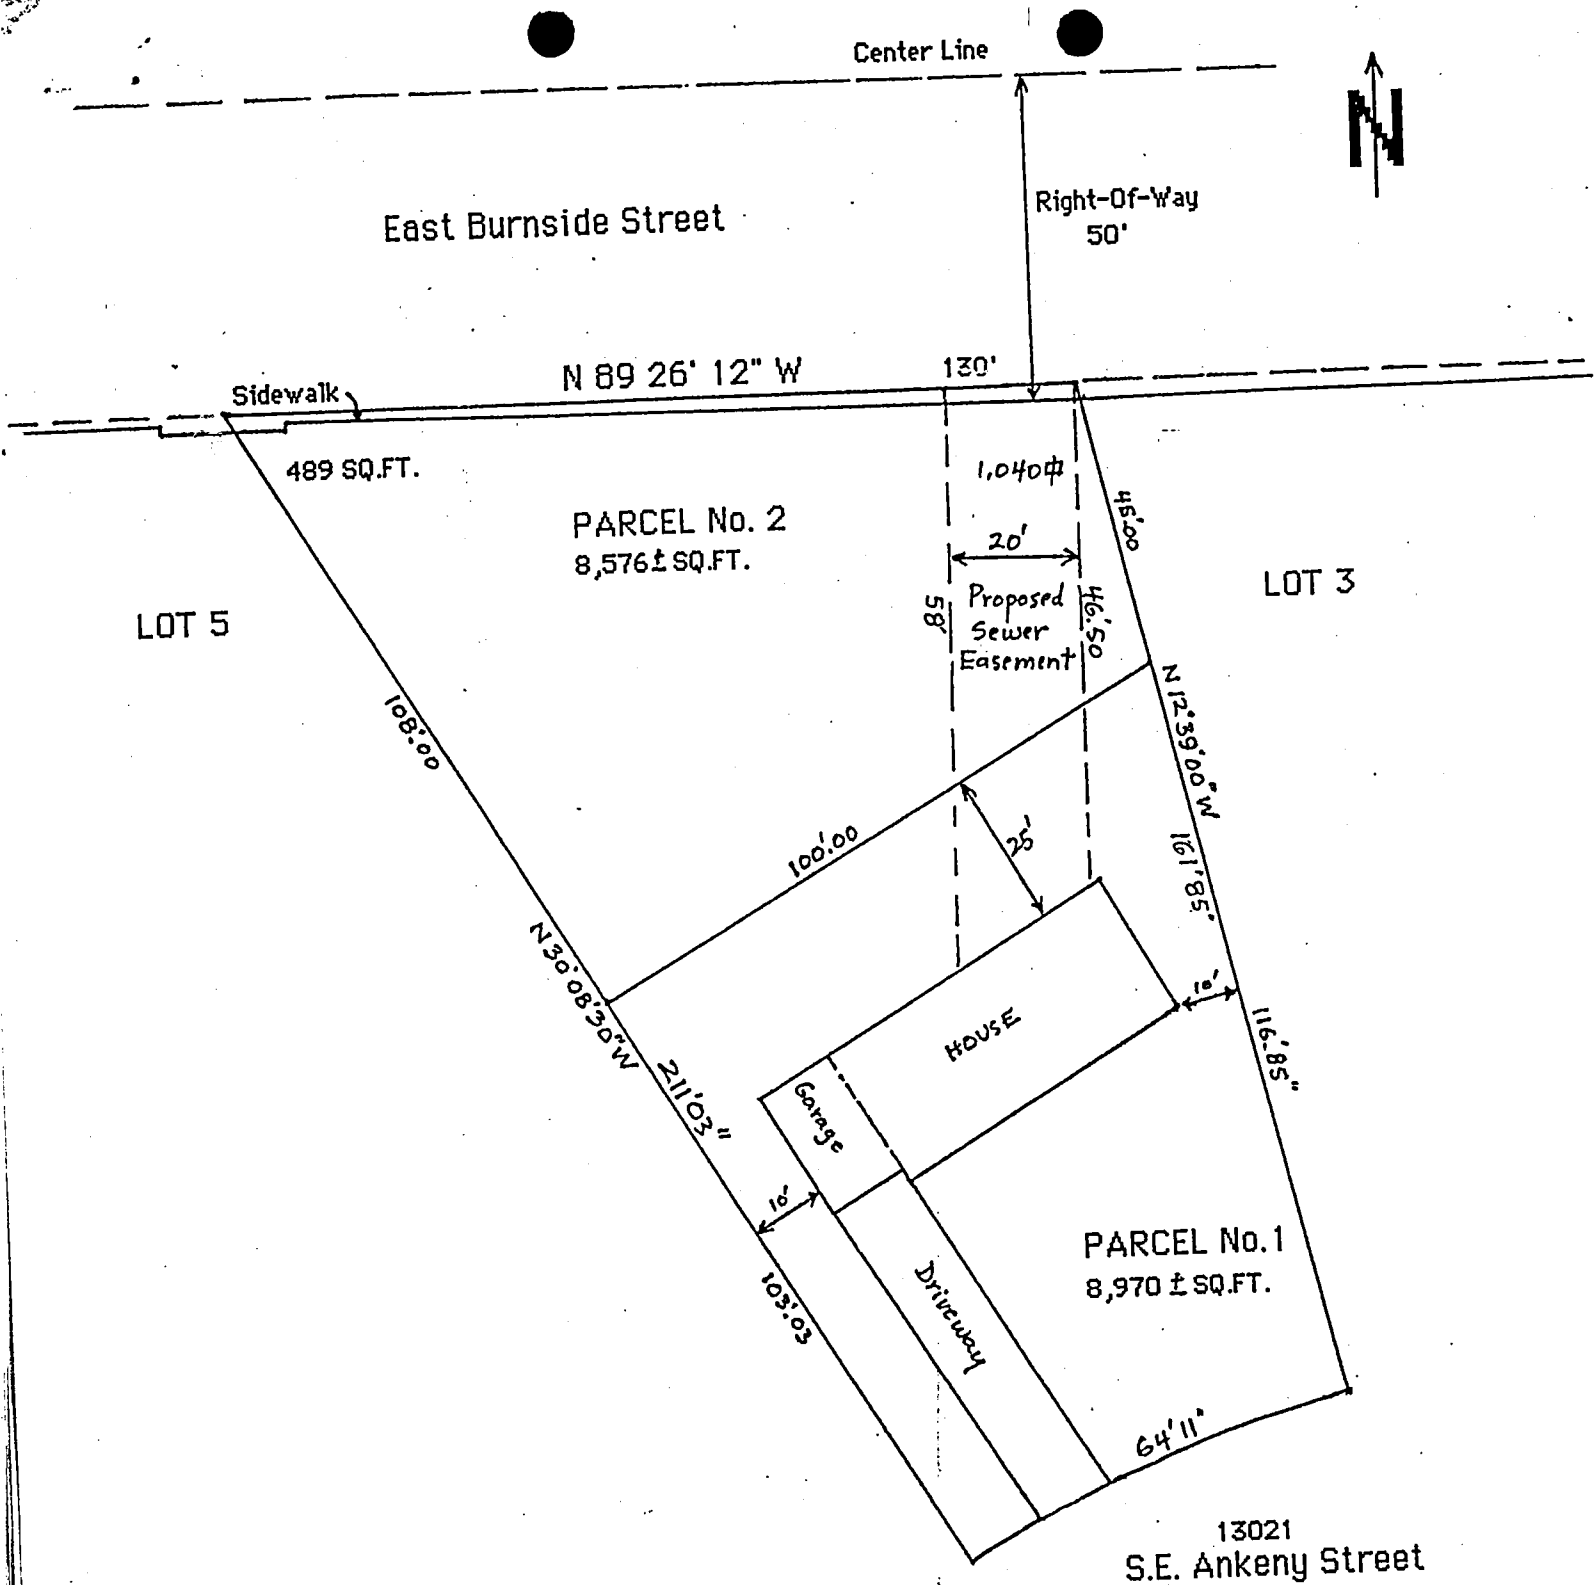 Center Line
N
Right-Of-Way
50'
East Burnside Street
N 89 26' 12" W
130'
Sidewalk
489 SQ.FT.
1,040
PARCEL No. 2
8,576± SQ.FT.
45'.00
20'
LOT 3
LOT 5
58'
Proposed
Sewer
Easement
46'.50
108'.00
N 12°39'00" W
161'85"
100'.00
25'
N30°08'30"W
10'
HOUSE
116'.85"
211'03"
Garage
10'
PARCEL No. 1
8,970 ± SQ.FT.
103'.03
Driveway
64'11"
13021
S.E. Ankeny Street